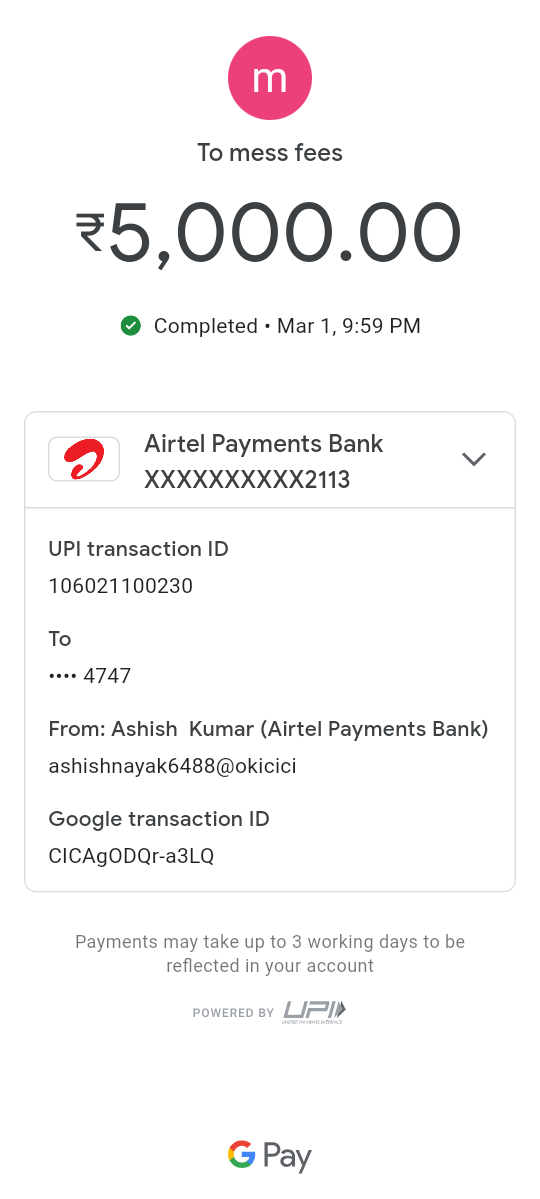 m
To mess fees
₹5,000.00
Completed • Mar 1, 9:59 PM
Airtel Payments Bank
XXXXXXXXXX2113
UPI transaction ID
106021100230
To
•••• 4747
From: Ashish  Kumar (Airtel Payments Bank)
ashishnayak6488@okicici
Google transaction ID
CICAgODQr-a3LQ
Payments may take up to 3 working days to be
reflected in your account
POWERED BY UPI
UNIFIED PAYMENTS INTERFACE
G Pay